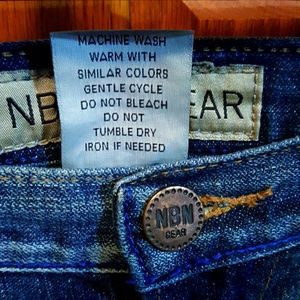 MACHINE WASH
WARM WITH
SIMILAR COLORS
GENTLE CYCLE
DO NOT BLEACH
DO NOT
TUMBLE DRY
IRON IF NEEDED
NB EAR
NBN
GEAR